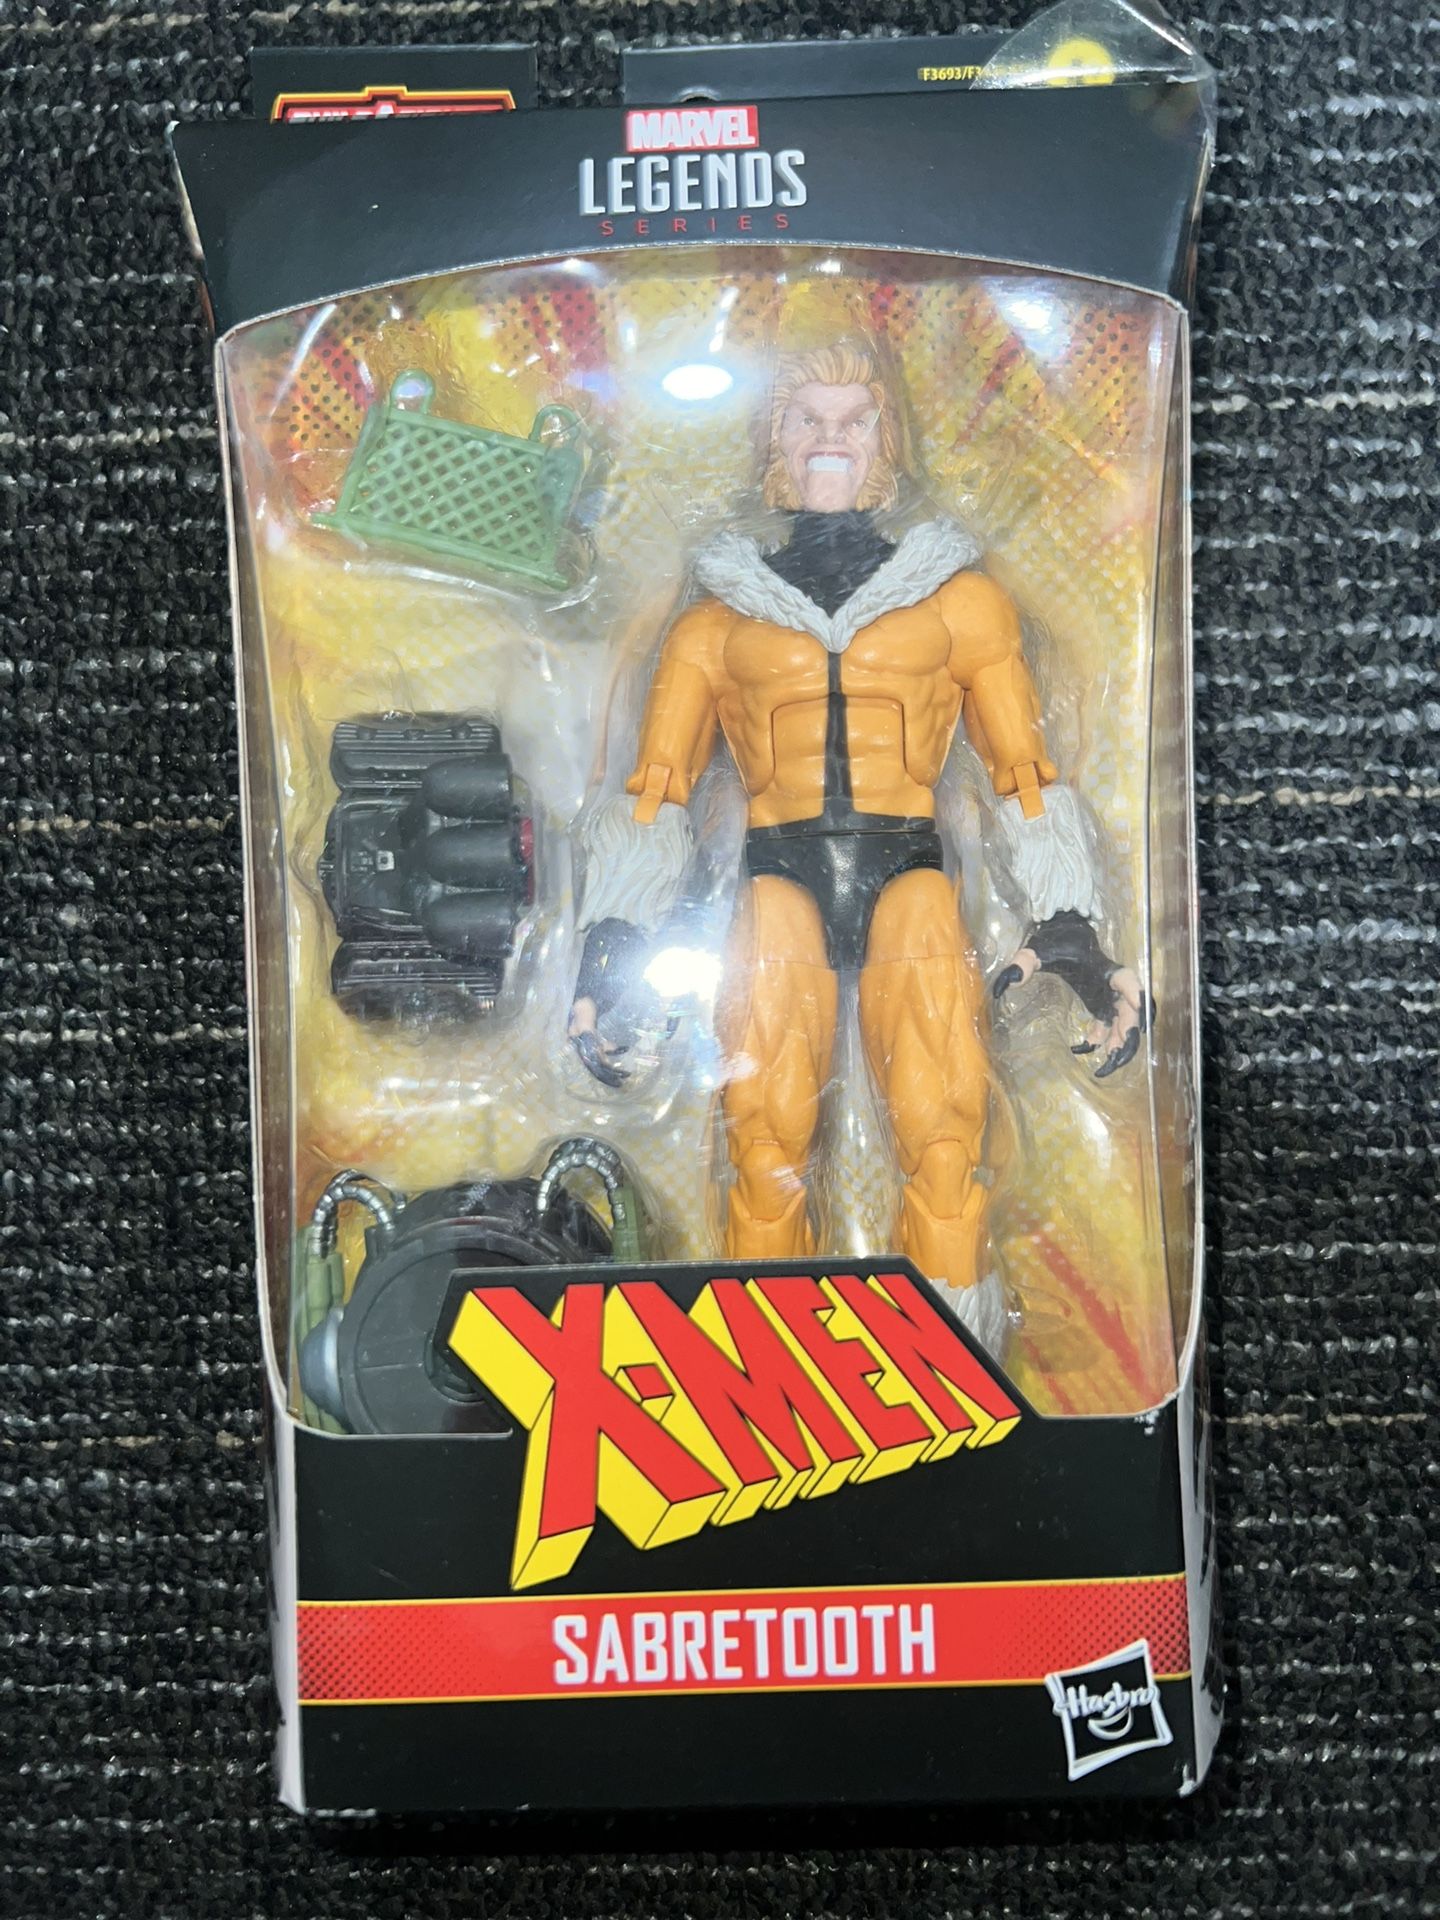 F3693/F3
MARVEL
LEGENDS
SERIES
X-MEN
SABRETOOTH
Hasbro